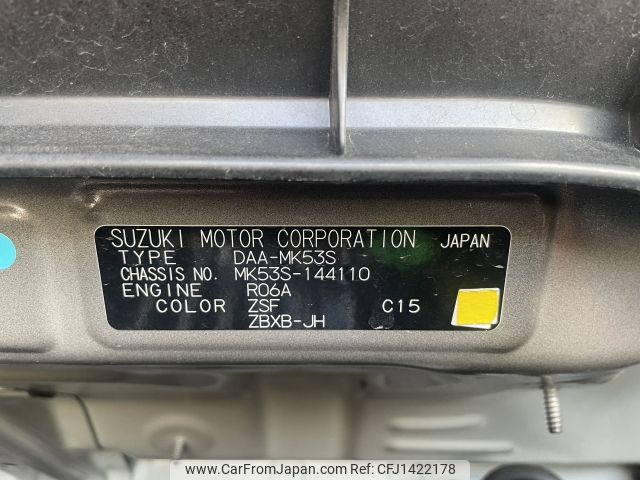 SUZUKI MOTOR CORPORATION JAPAN
TYPE DAA-MK53S
CHASSIS NO. MK53S-144110
ENGINE R06A
COLOR ZSF C15
ZBXB-JH
www.CarFromJapan.com - Ref No: CFJ1422178